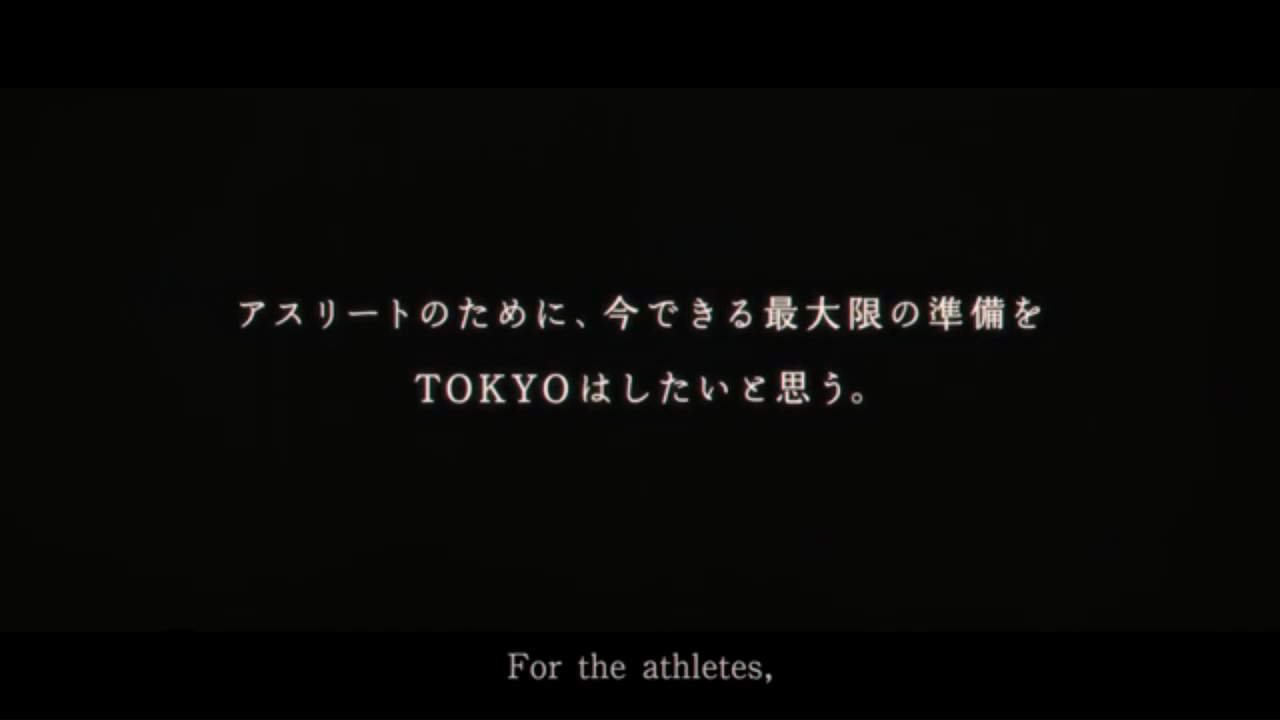 アスリートのために、今できる最大限の準備を
TOKYOはしたいと思う。
For the athletes,